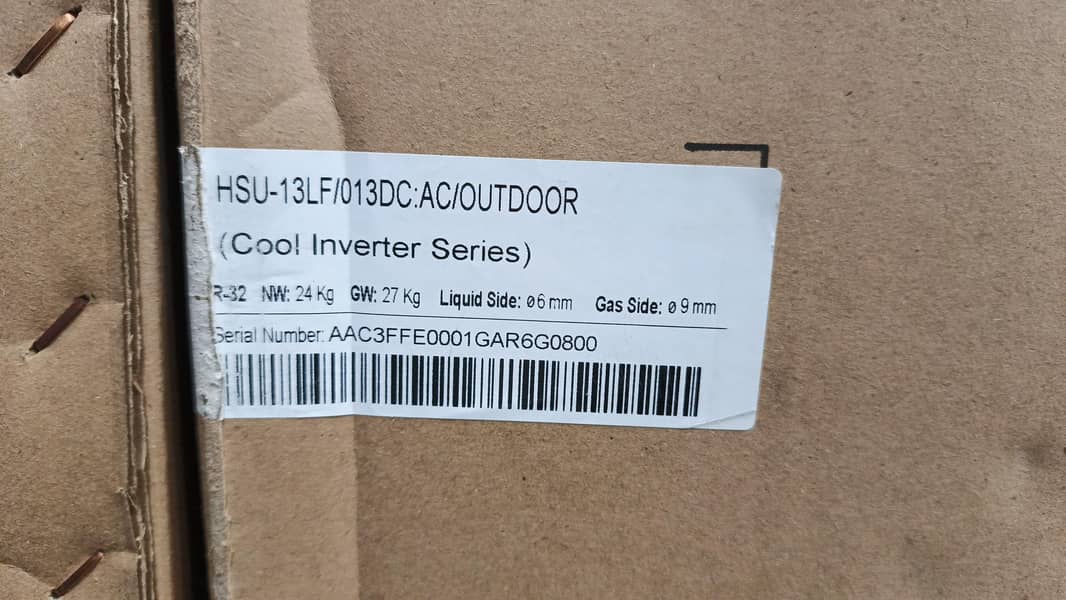 HSU-13LF/013DC:AC/OUTDOOR
(Cool Inverter Series)
R-32 NW: 24 Kg GW: 27 Kg Liquid Side: ø6 mm Gas Side: ø 9 mm
Serial Number: AAC3FFE0001GAR6G0800